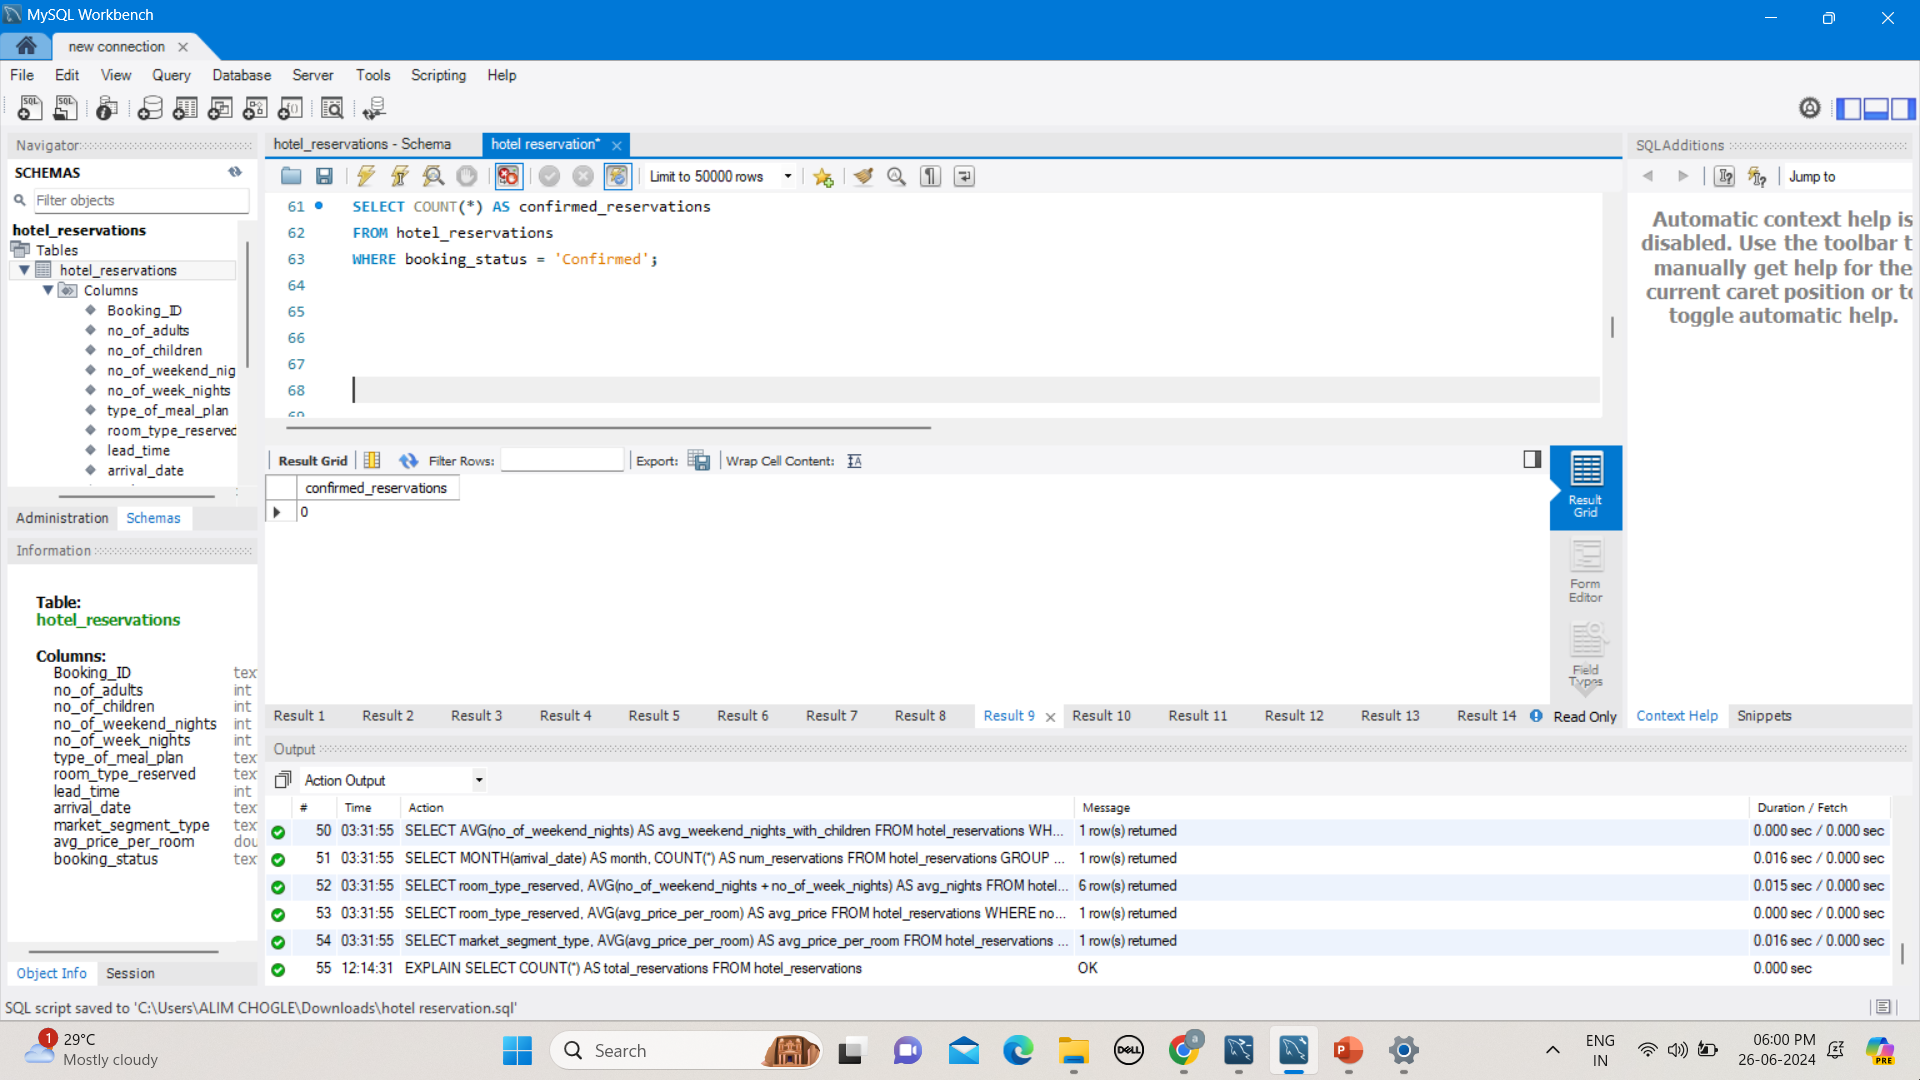 MySQL Workbench
new connection
File Edit View Query Database Server Tools Scripting Help
Navigator
SCHEMAS
Filter objects
hotel_reservations
Tables
hotel_reservations
Columns
Booking_ID
no_of_adults
no_of_children
no_of_weekend_nig
no_of_week_nights
type_of_meal_plan
room_type_reserved
lead_time
arrival_date
Administration Schemas
Information
Table:
hotel_reservations
Columns:
Booking_ID tex
no_of_adults int
no_of_children int
no_of_weekend_nights int
no_of_week_nights int
type_of_meal_plan tex
room_type_reserved tex
lead_time int
arrival_date tex
market_segment_type tex
avg_price_per_room dou
booking_status tex
Object Info Session
hotel_reservations - Schema hotel reservation*
Limit to 50000 rows
61 SELECT COUNT(*) AS confirmed_reservations
62 FROM hotel_reservations
63 WHERE booking_status = 'Confirmed';
64
65
66
67
68
69
Result Grid Filter Rows: Export: Wrap Cell Content:
confirmed_reservations
0
Result Grid
Form Editor
Field Types
Result 1 Result 2 Result 3 Result 4 Result 5 Result 6 Result 7 Result 8 Result 9 Result 10 Result 11 Result 12 Result 13 Result 14 Read Only
SQLAdditions
Jump to
Automatic context help is
disabled. Use the toolbar t
manually get help for the
current caret position or to
toggle automatic help.
Context Help Snippets
Output
Action Output
# Time Action Message Duration / Fetch
50 03:31:55 SELECT AVG(no_of_weekend_nights) AS avg_weekend_nights_with_children FROM hotel_reservations WH... 1 row(s) returned 0.000 sec / 0.000 sec
51 03:31:55 SELECT MONTH(arrival_date) AS month, COUNT(*) AS num_reservations FROM hotel_reservations GROUP ... 1 row(s) returned 0.016 sec / 0.000 sec
52 03:31:55 SELECT room_type_reserved, AVG(no_of_weekend_nights + no_of_week_nights) AS avg_nights FROM hotel... 6 row(s) returned 0.015 sec / 0.000 sec
53 03:31:55 SELECT room_type_reserved, AVG(avg_price_per_room) AS avg_price FROM hotel_reservations WHERE no... 1 row(s) returned 0.000 sec / 0.000 sec
54 03:31:55 SELECT market_segment_type, AVG(avg_price_per_room) AS avg_price_per_room FROM hotel_reservations ... 1 row(s) returned 0.016 sec / 0.000 sec
55 12:14:31 EXPLAIN SELECT COUNT(*) AS total_reservations FROM hotel_reservations OK 0.000 sec
SQL script saved to 'C:\Users\ALIM CHOGLE\Downloads\hotel reservation.sql'
1
29°C
Mostly cloudy
Search
DELL
a
ENG
IN
06:00 PM
26-06-2024
PRE